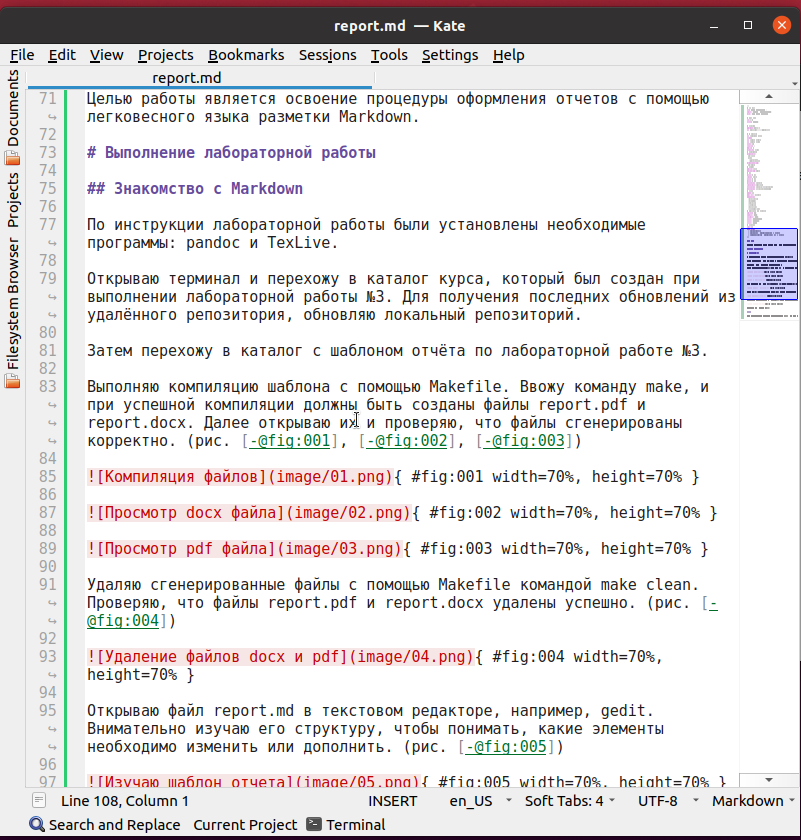 report.md — Kate
File Edit View Projects Bookmarks Sessions Tools Settings Help
report.md
Documents
Projects
Filesystem Browser
71 Целью работы является освоение процедуры оформления отчетов с помощью
легковесного языка разметки Markdown.
72
73 # Выполнение лабораторной работы
74
75 ## Знакомство с Markdown
76
77 По инструкции лабораторной работы были установлены необходимые
программы: pandoc и TexLive.
78
79 Открываю терминал и перехожу в каталог курса, который был создан при
выполнении лабораторной работы №3. Для получения последних обновлений из
удалённого репозитория, обновляю локальный репозиторий.
80
81 Затем перехожу в каталог с шаблоном отчёта по лабораторной работе №3.
82
83 Выполняю компиляцию шаблона с помощью Makefile. Ввожу команду make, и
при успешной компиляции должны быть созданы файлы report.pdf и
report.docx. Далее открываю их и проверяю, что файлы сгенерированы
корректно. (рис. [-@fig:001], [-@fig:002], [-@fig:003])
84
85 ![Компиляция файлов](image/01.png){ #fig:001 width=70%, height=70% }
86
87 ![Просмотр docx файла](image/02.png){ #fig:002 width=70%, height=70% }
88
89 ![Просмотр pdf файла](image/03.png){ #fig:003 width=70%, height=70% }
90
91 Удаляю сгенерированные файлы с помощью Makefile командой make clean.
Проверяю, что файлы report.pdf и report.docx удалены успешно. (рис. [-
@fig:004])
92
93 ![Удаление файлов docx и pdf](image/04.png){ #fig:004 width=70%,
height=70% }
94
95 Открываю файл report.md в текстовом редакторе, например, gedit.
Внимательно изучаю его структуру, чтобы понимать, какие элементы
необходимо изменить или дополнить. (рис. [-@fig:005])
96
97 ![Изучаю шаблон отчета](image/05.png){ #fig:005 width=70%, height=70% }
Line 108, Column 1 INSERT en_US Soft Tabs: 4 UTF-8 Markdown
Search and Replace Current Project Terminal